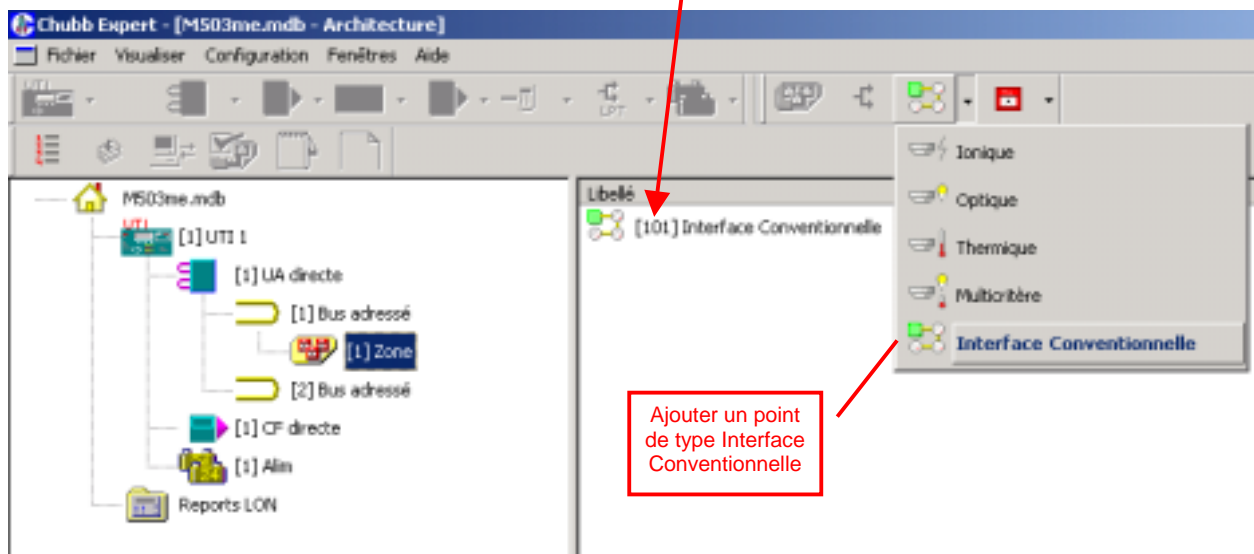 Chubb Expert - [M503me.mdb - Architecture]
Fichier Visualiser Configuration Fenêtres Aide
UTI
LPT
Ionique
Optique
Thermique
Multicritère
Interface Conventionnelle
M503me.mdb
UTI
[1] UTI 1
[1] UA directe
[1] Bus adressé
[1] Zone
[2] Bus adressé
[1] CF directe
[1] Alim
Reports LON
Libellé
[101] Interface Conventionnelle
Ajouter un point
de type Interface
Conventionnelle